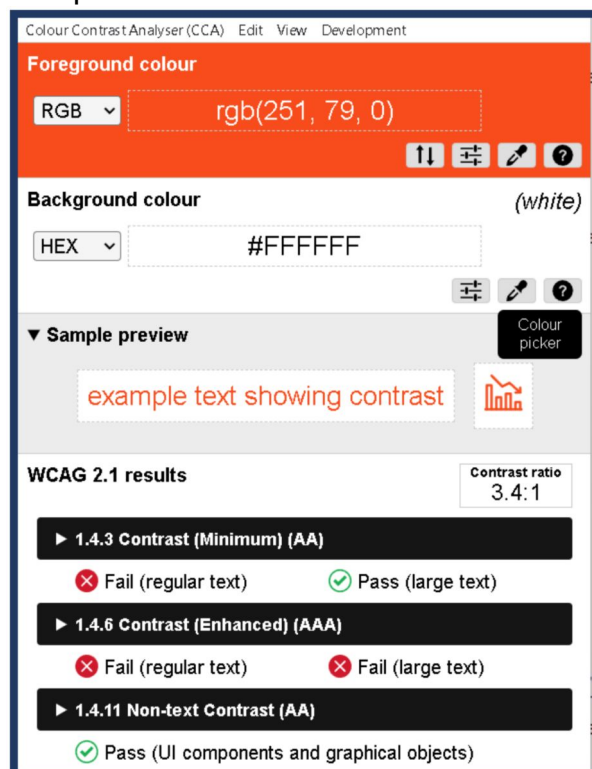 Colour Contrast Analyser (CCA) Edit View Development
Foreground colour
RGB rgb(251, 79, 0)
Background colour (white)
HEX #FFFFFF
Colour
picker
▼ Sample preview
example text showing contrast
WCAG 2.1 results
Contrast ratio
3.4:1
▶ 1.4.3 Contrast (Minimum) (AA)
Fail (regular text) Pass (large text)
▶ 1.4.6 Contrast (Enhanced) (AAA)
Fail (regular text) Fail (large text)
▶ 1.4.11 Non-text Contrast (AA)
Pass (UI components and graphical objects)